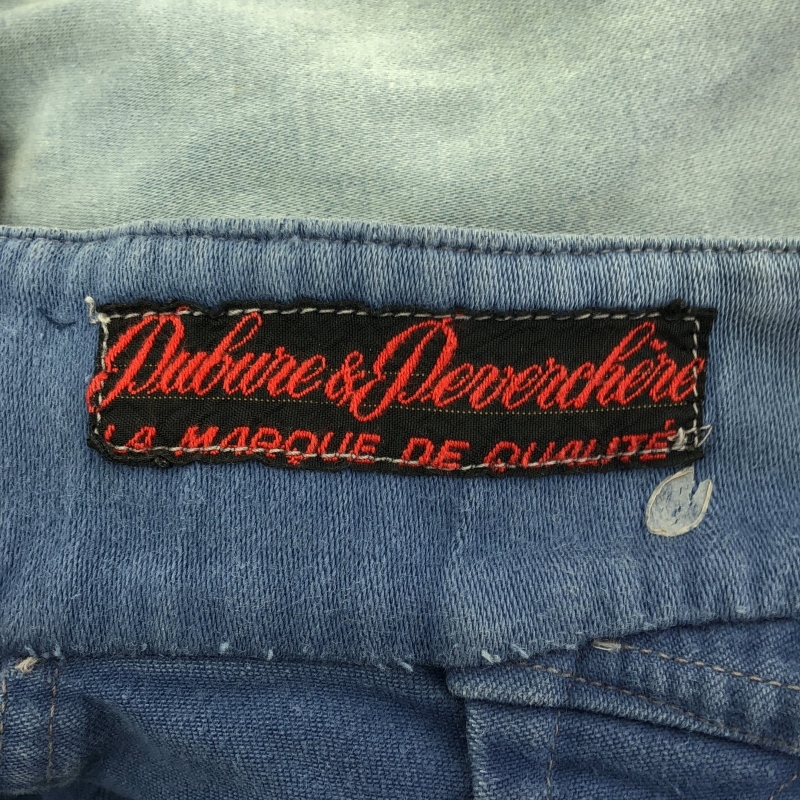 Dubure & Deverchère
LA MARQUE DE QUALITÉ